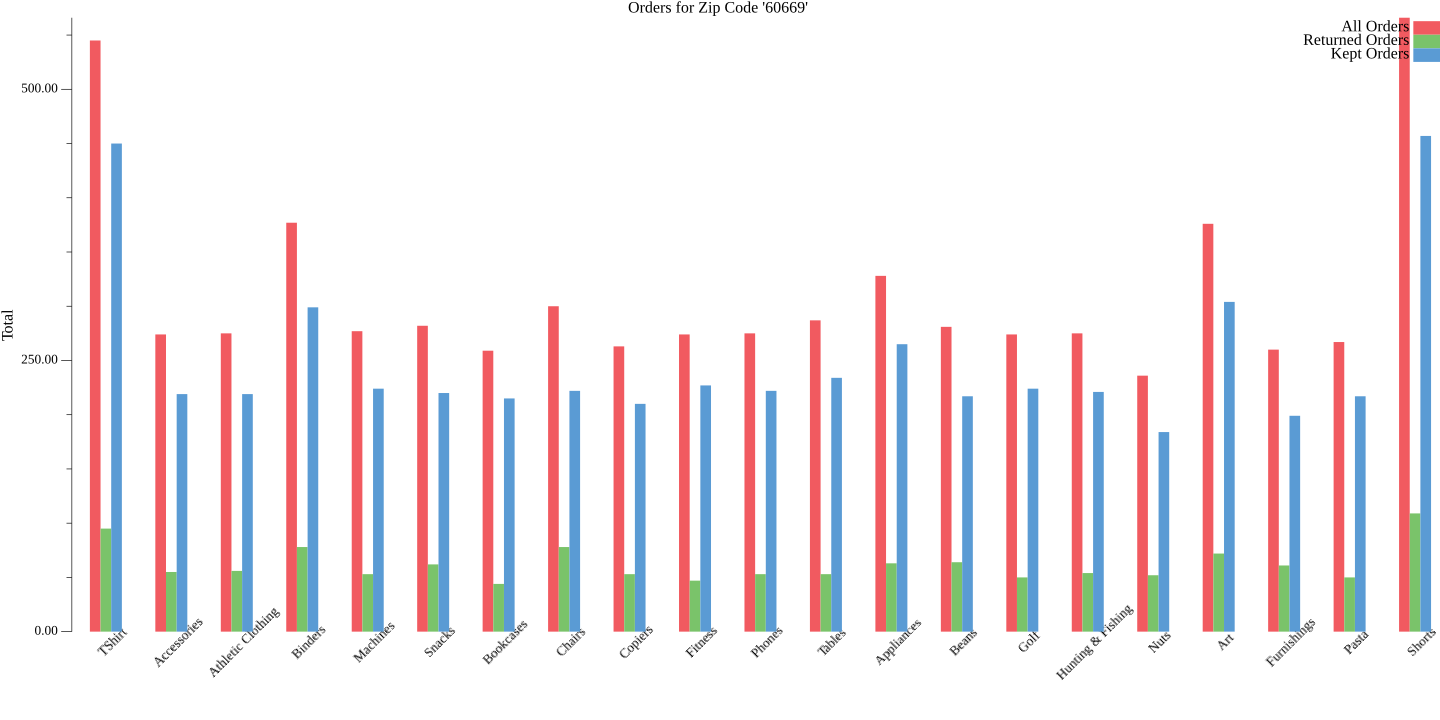 Orders for Zip Code '60669'
All Orders
Returned Orders
Kept Orders
500.00
250.00
0.00
Total
TShirt
Accessories
Athletic Clothing
Binders
Machines
Snacks
Bookcases
Chairs
Copiers
Fitness
Phones
Tables
Appliances
Beans
Golf
Hunting & Fishing
Nuts
Art
Furnishings
Pasta
Shorts